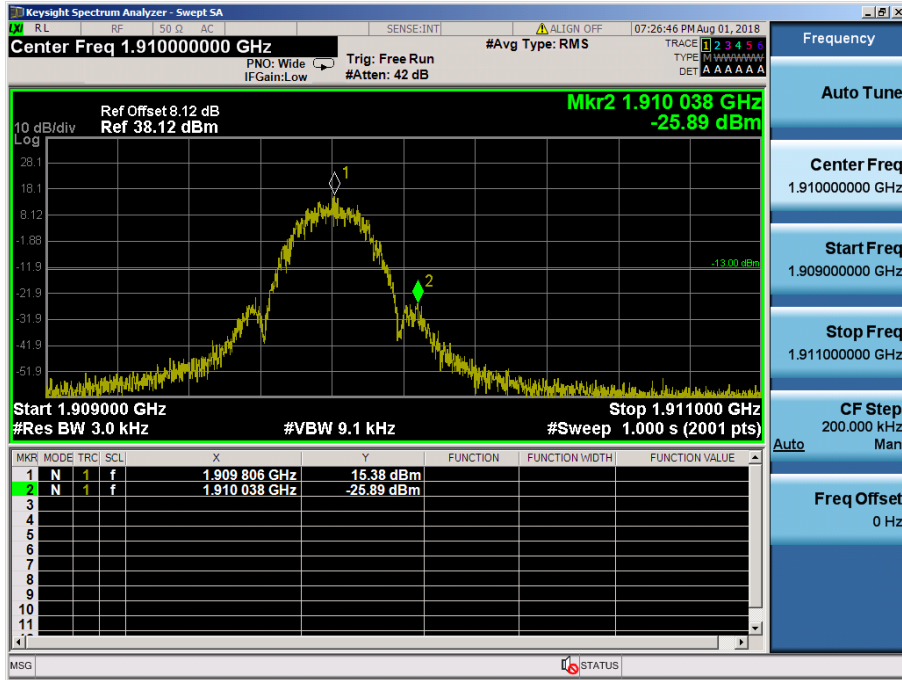 Keysight Spectrum Analyzer - Swept SA
LXI RL RF 50 Ω AC SENSE:INT ALIGN OFF 07:26:46 PM Aug 01, 2018
Center Freq 1.910000000 GHz
PNO: Wide
IFGain:Low
Trig: Free Run
#Atten: 42 dB
#Avg Type: RMS
TRACE 1 2 3 4 5 6
TYPE M WWWWW
DET A A A A A A
Mkr2 1.910 038 GHz
-25.89 dBm
Ref Offset 8.12 dB
10 dB/div Ref 38.12 dBm
Log
28.1
18.1
8.12
-1.88
-11.9
-21.9
-31.9
-41.9
-51.9
1
2
-13.00 dBm
Start 1.909000 GHz Stop 1.911000 GHz
#Res BW 3.0 kHz #VBW 9.1 kHz #Sweep 1.000 s (2001 pts)
MKR MODE TRC SCL X Y FUNCTION FUNCTION WIDTH FUNCTION VALUE
1 N 1 f 1.909 806 GHz 15.38 dBm
2 N 1 f 1.910 038 GHz -25.89 dBm
3
4
5
6
7
8
9
10
11
MSG STATUS
Frequency
Auto Tune
Center Freq
1.910000000 GHz
Start Freq
1.909000000 GHz
Stop Freq
1.911000000 GHz
CF Step
200.000 kHz
Auto Man
Freq Offset
0 Hz